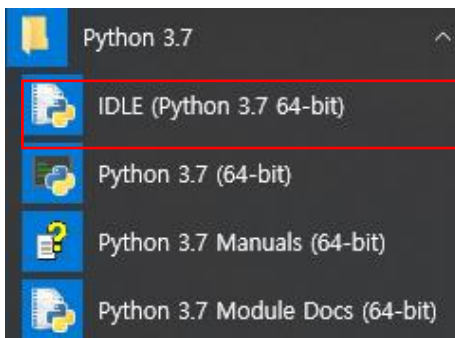 Python 3.7
IDLE (Python 3.7 64-bit)
Python 3.7 (64-bit)
Python 3.7 Manuals (64-bit)
Python 3.7 Module Docs (64-bit)